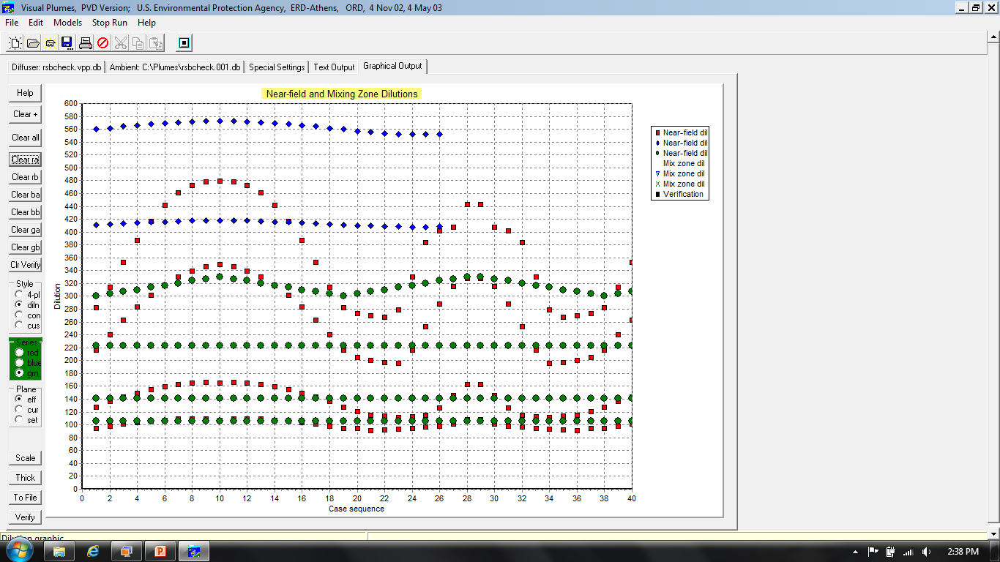 Visual Plumes, PVD Version; U.S. Environmental Protection Agency, ERD-Athens, ORD, 4 Nov 02, 4 May 03
File Edit Models Stop Run Help
Diffuser: rsbcheck.vpp.db Ambient: C:\Plumes\rsbcheck.001.db Special Settings Text Output Graphical Output
Help
Clear +
Clear all
Clear ra
Clear rb
Clear ba
Clear bb
Clear ga
Clear gb
Clr Verify
Style
4-pl
diln
con
cus
Series
red
blue
grn
Plane
eff
cur
set
Scale
Thick
To File
Verify
Near-field and Mixing Zone Dilutions
600
580
560
540
520
500
480
460
440
420
400
380
360
340
320
300
280
260
240
220
200
180
160
140
120
100
80
60
40
20
0
Dilution
0 2 4 6 8 10 12 14 16 18 20 22 24 26 28 30 32 34 36 38 40
Case sequence
Near-field dil
Near-field dil
Near-field dil
Mix zone dil
Mix zone dil
Mix zone dil
Verification
Dilution graphic
2:38 PM